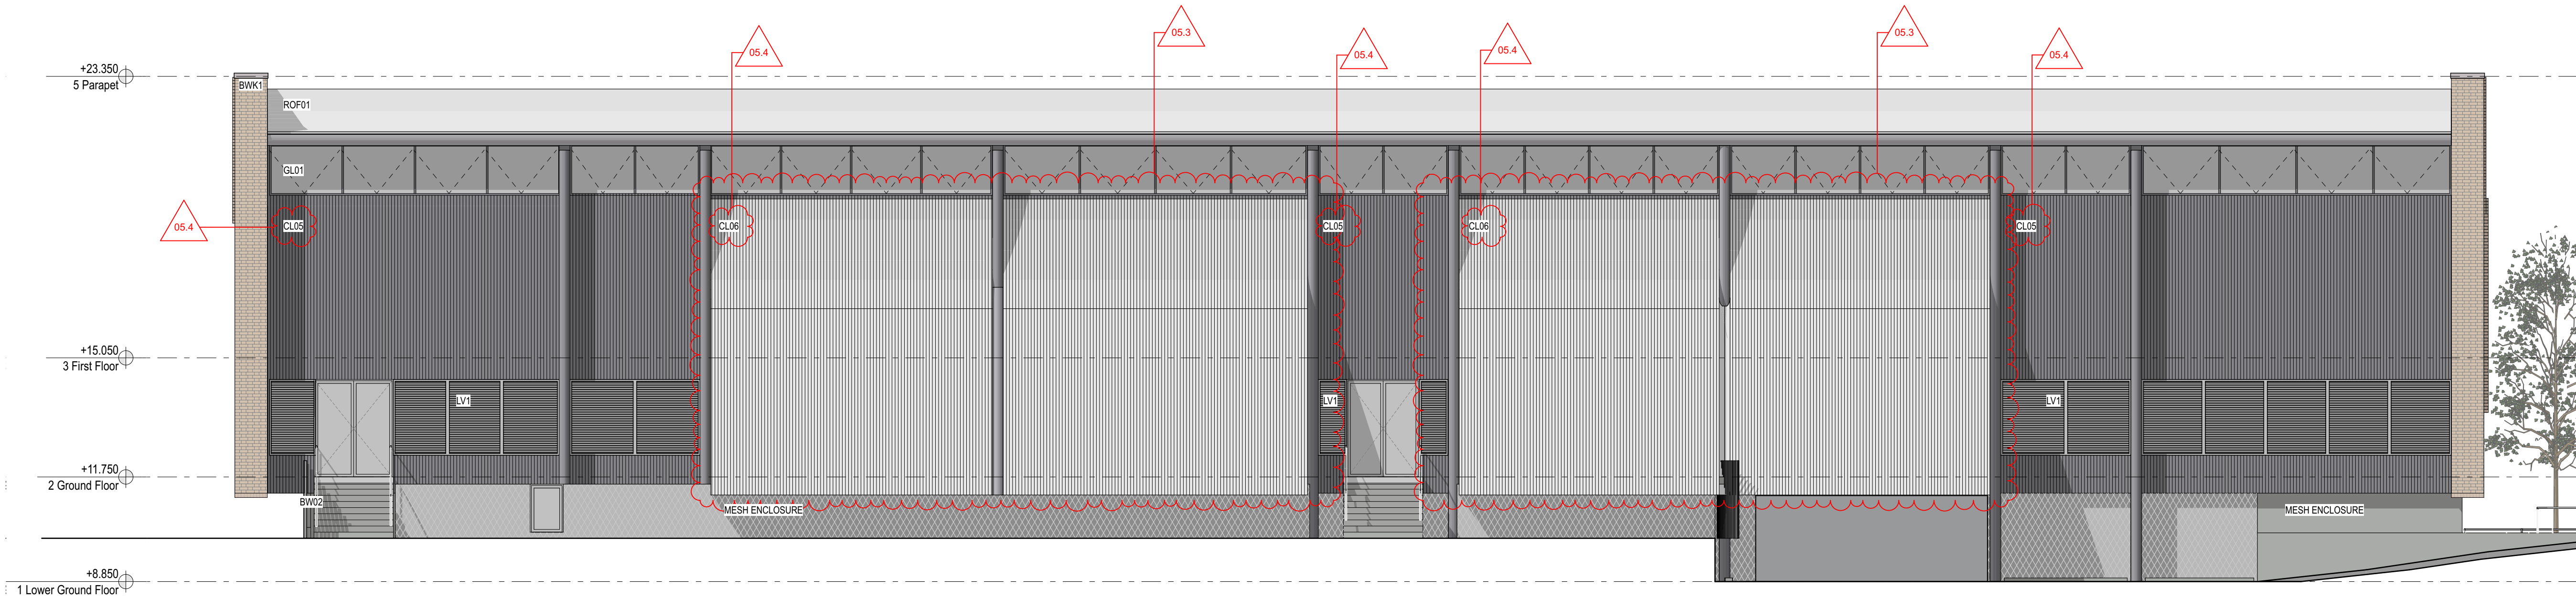 05.4
05.3
05.4
05.4
05.3
05.4
+23.350
5 Parapet
BWK1
ROF01
GL01
05.4
CL05
CL06
CL05
CL06
CL05
+15.050
3 First Floor
LV1
LV1
LV1
+11.750
2 Ground Floor
BW02
MESH ENCLOSURE
MESH ENCLOSURE
+8.850
1 Lower Ground Floor